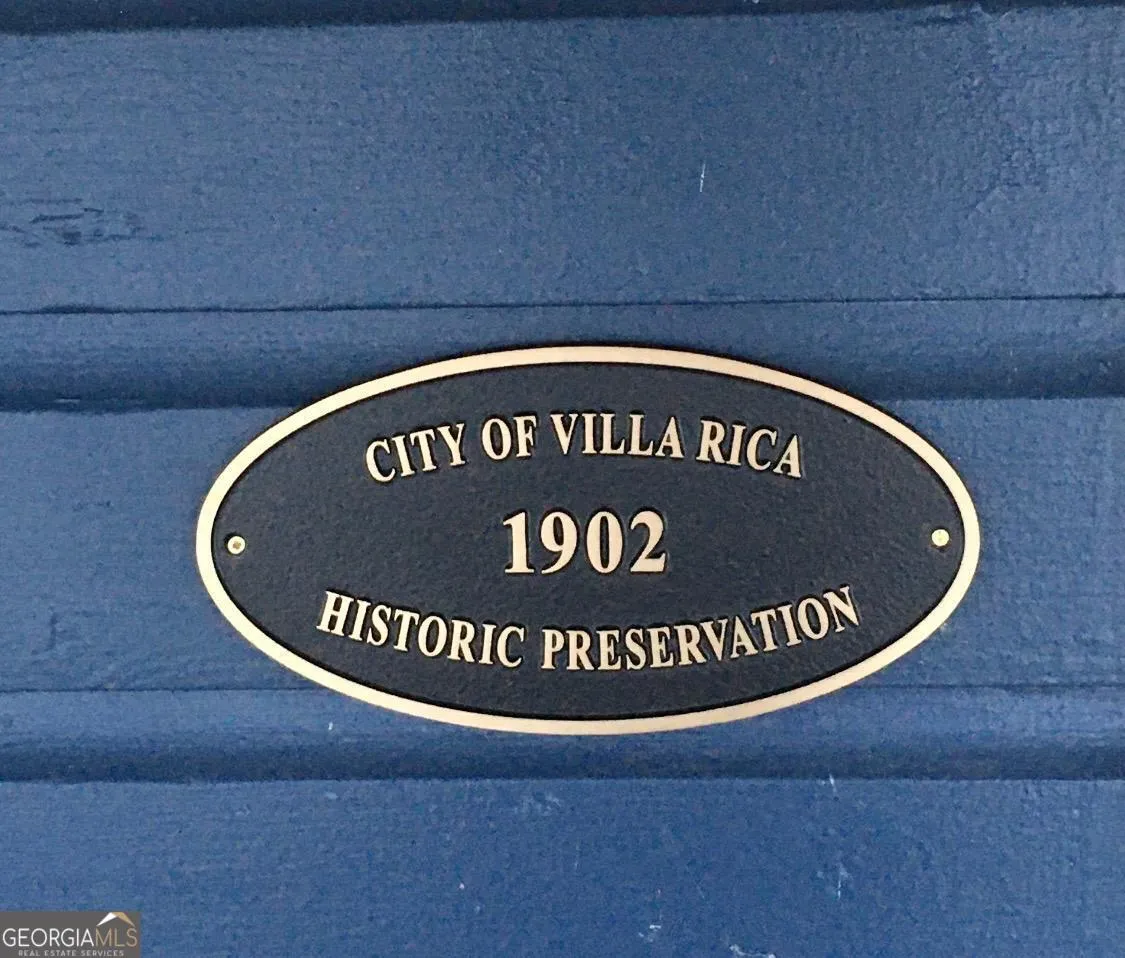 CITY OF VILLA RICA
1902
HISTORIC PRESERVATION
GEORGIAMLS
REAL ESTATE SERVICES